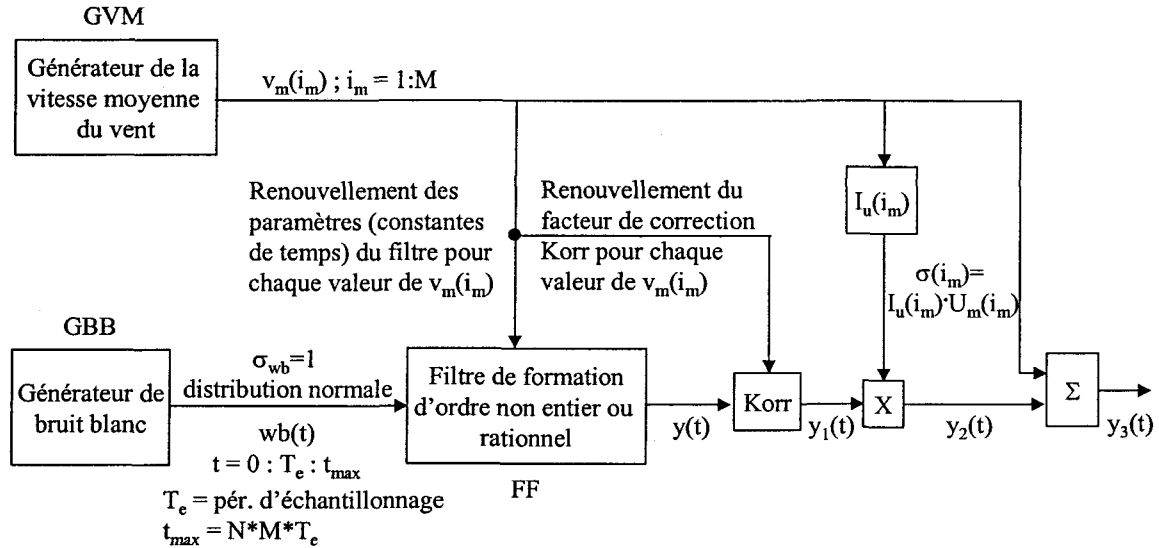 GVM
Générateur de la
vitesse moyenne
du vent
v_m(i_m) ; i_m = 1:M
Renouvellement des
paramètres (constantes
de temps) du filtre pour
chaque valeur de v_m(i_m)
Renouvellement du
facteur de correction
Korr pour chaque
valeur de v_m(i_m)
I_u(i_m)
σ(i_m)=
I_u(i_m)·U_m(i_m)
GBB
Générateur de
bruit blanc
σ_wb=1
distribution normale
wb(t)
t = 0 : T_e : t_max
T_e = pér. d'échantillonnage
t_max = N*M*T_e
Filtre de formation
d'ordre non entier ou
rationnel
FF
y(t)
Korr
y_1(t)
X
y_2(t)
Σ
y_3(t)